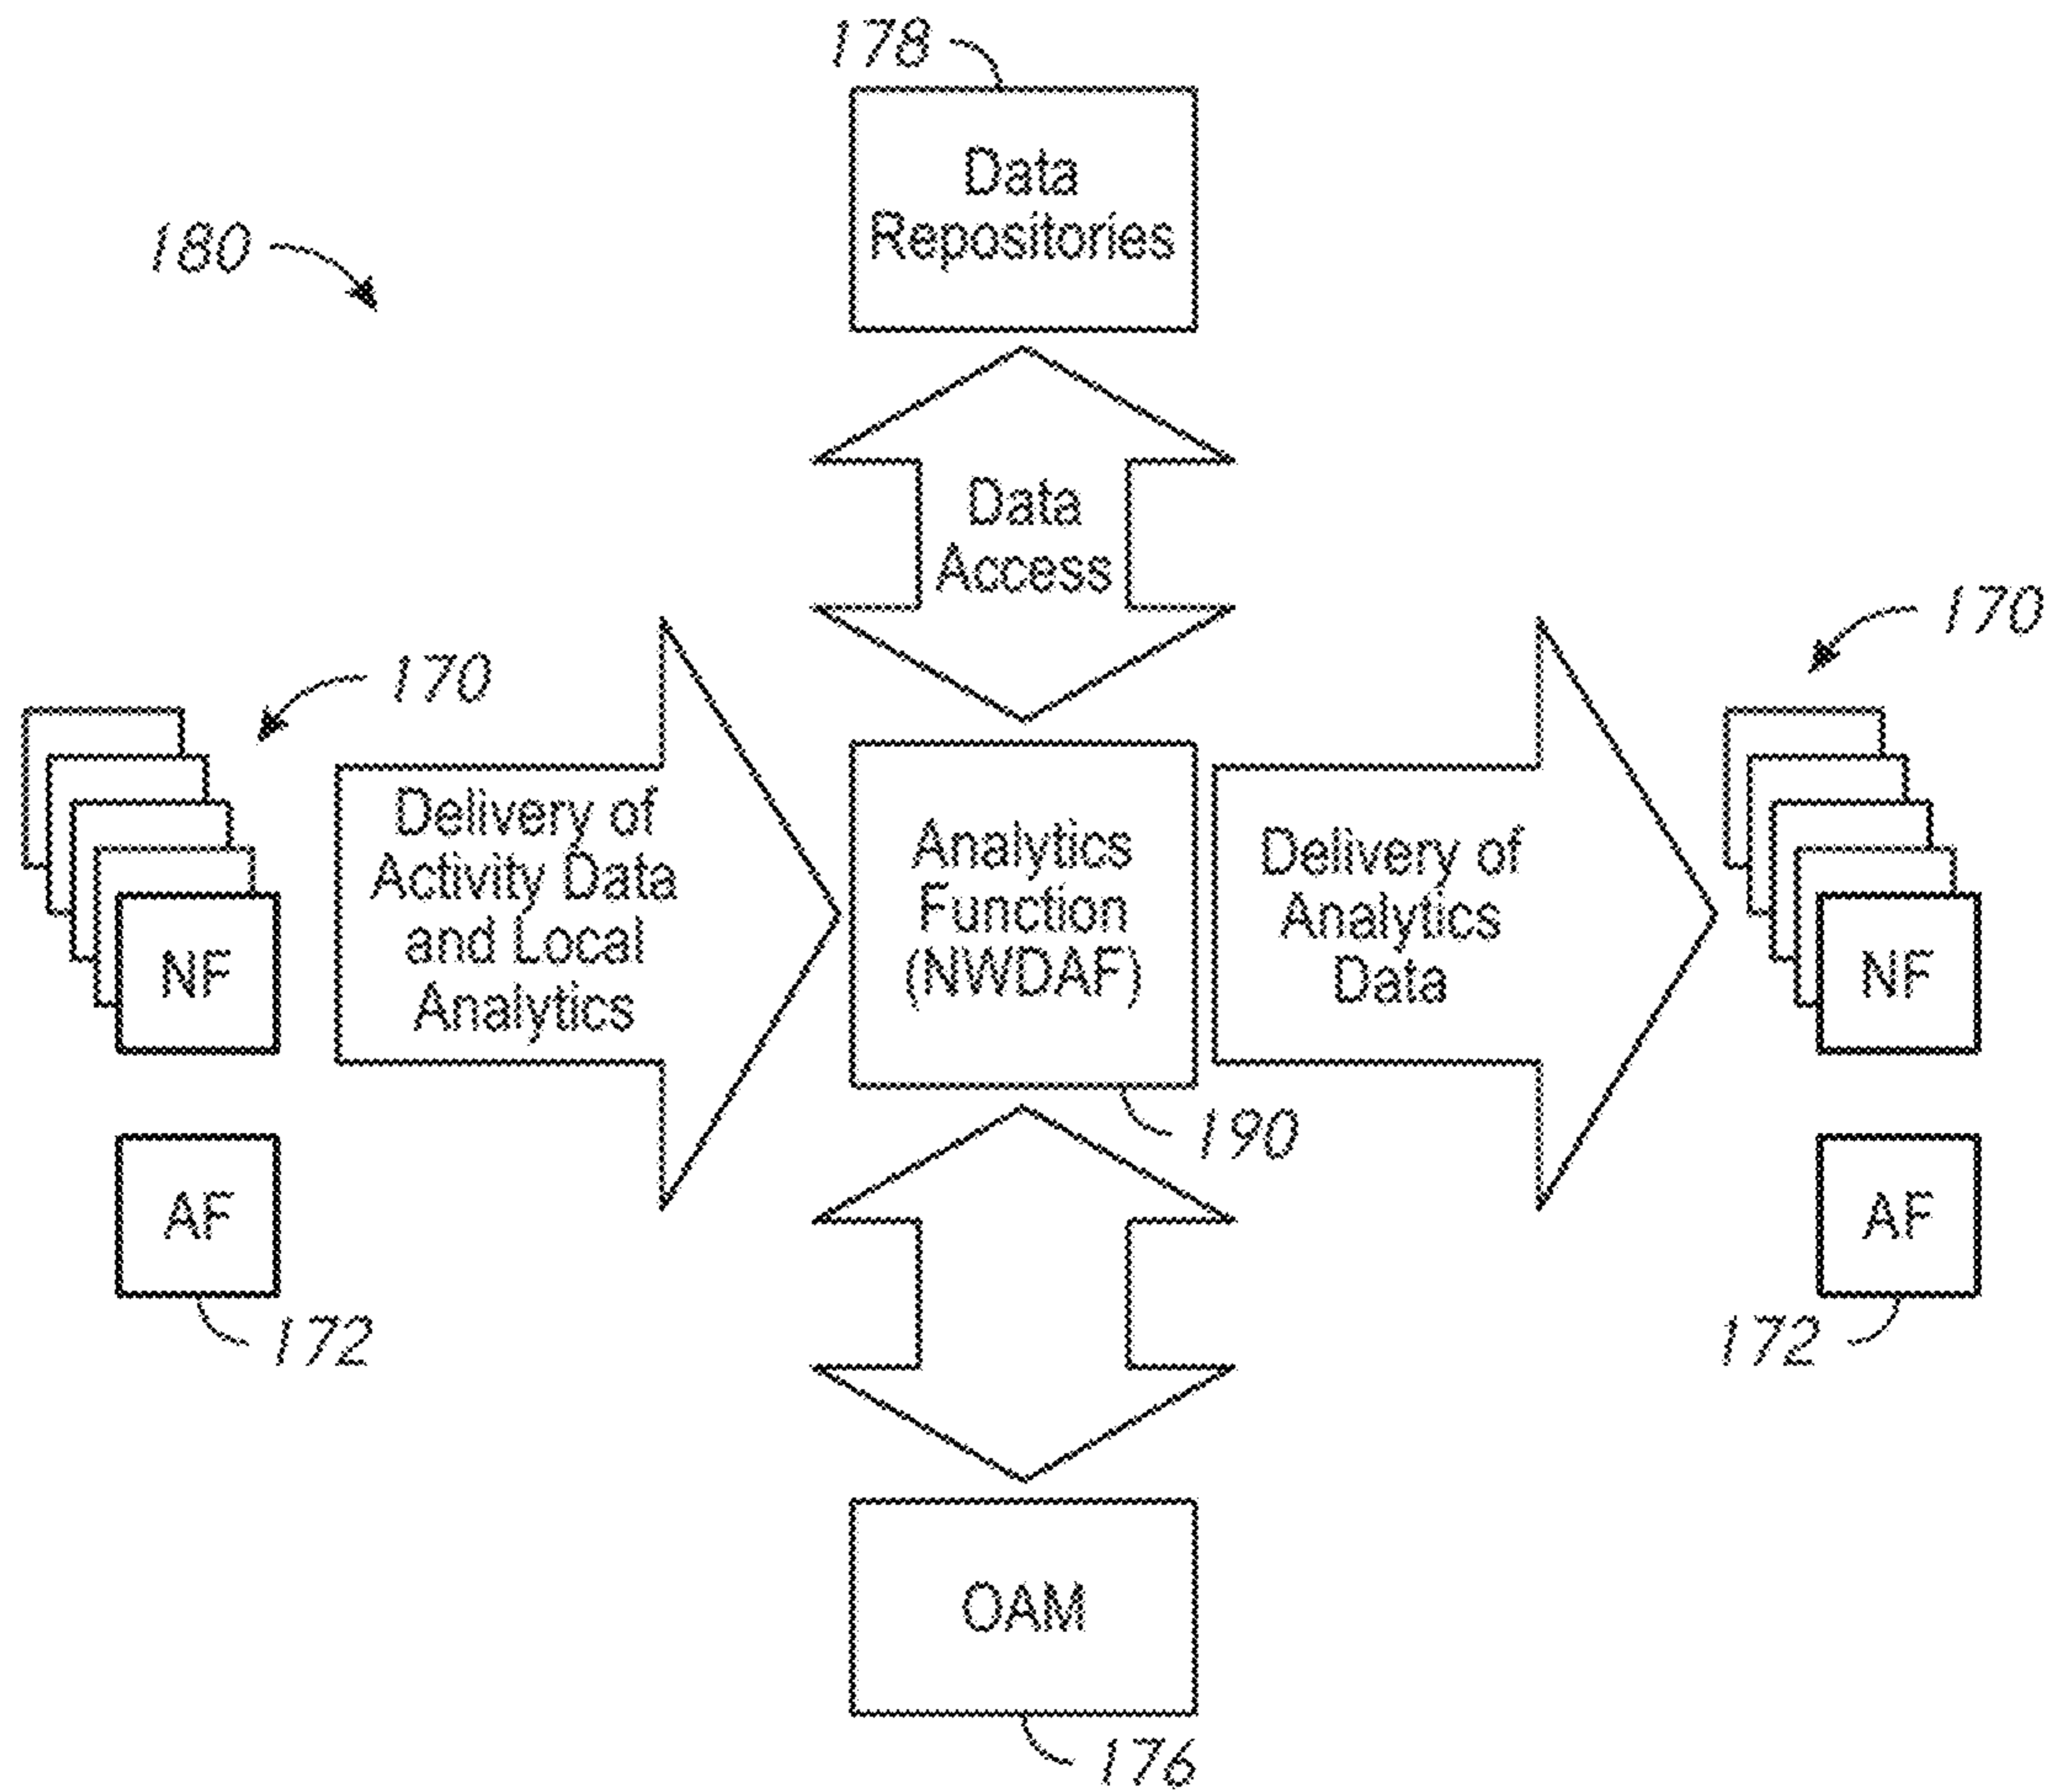 178
Data
Repositories
180
Data
Access
170
170
Delivery of
Activity Data
and Local
Analytics
Analytics
Function
(NWDAF)
Delivery of
Analytics
Data
NF
NF
190
AF
AF
172
172
OAM
176